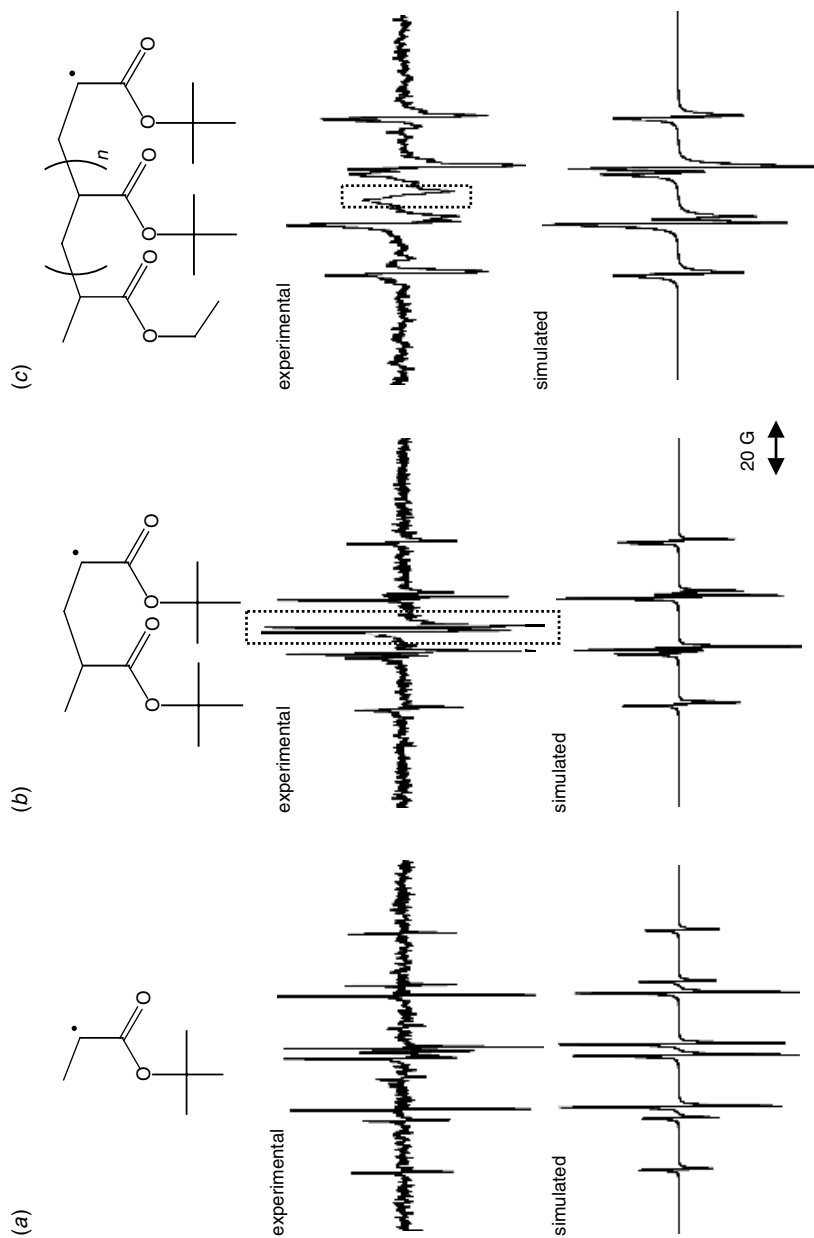 (a)
O
O
experimental
simulated
(b)
O
O
O
O
experimental
simulated
20 G
(c)
n
O
O
O
O
O
O
experimental
simulated